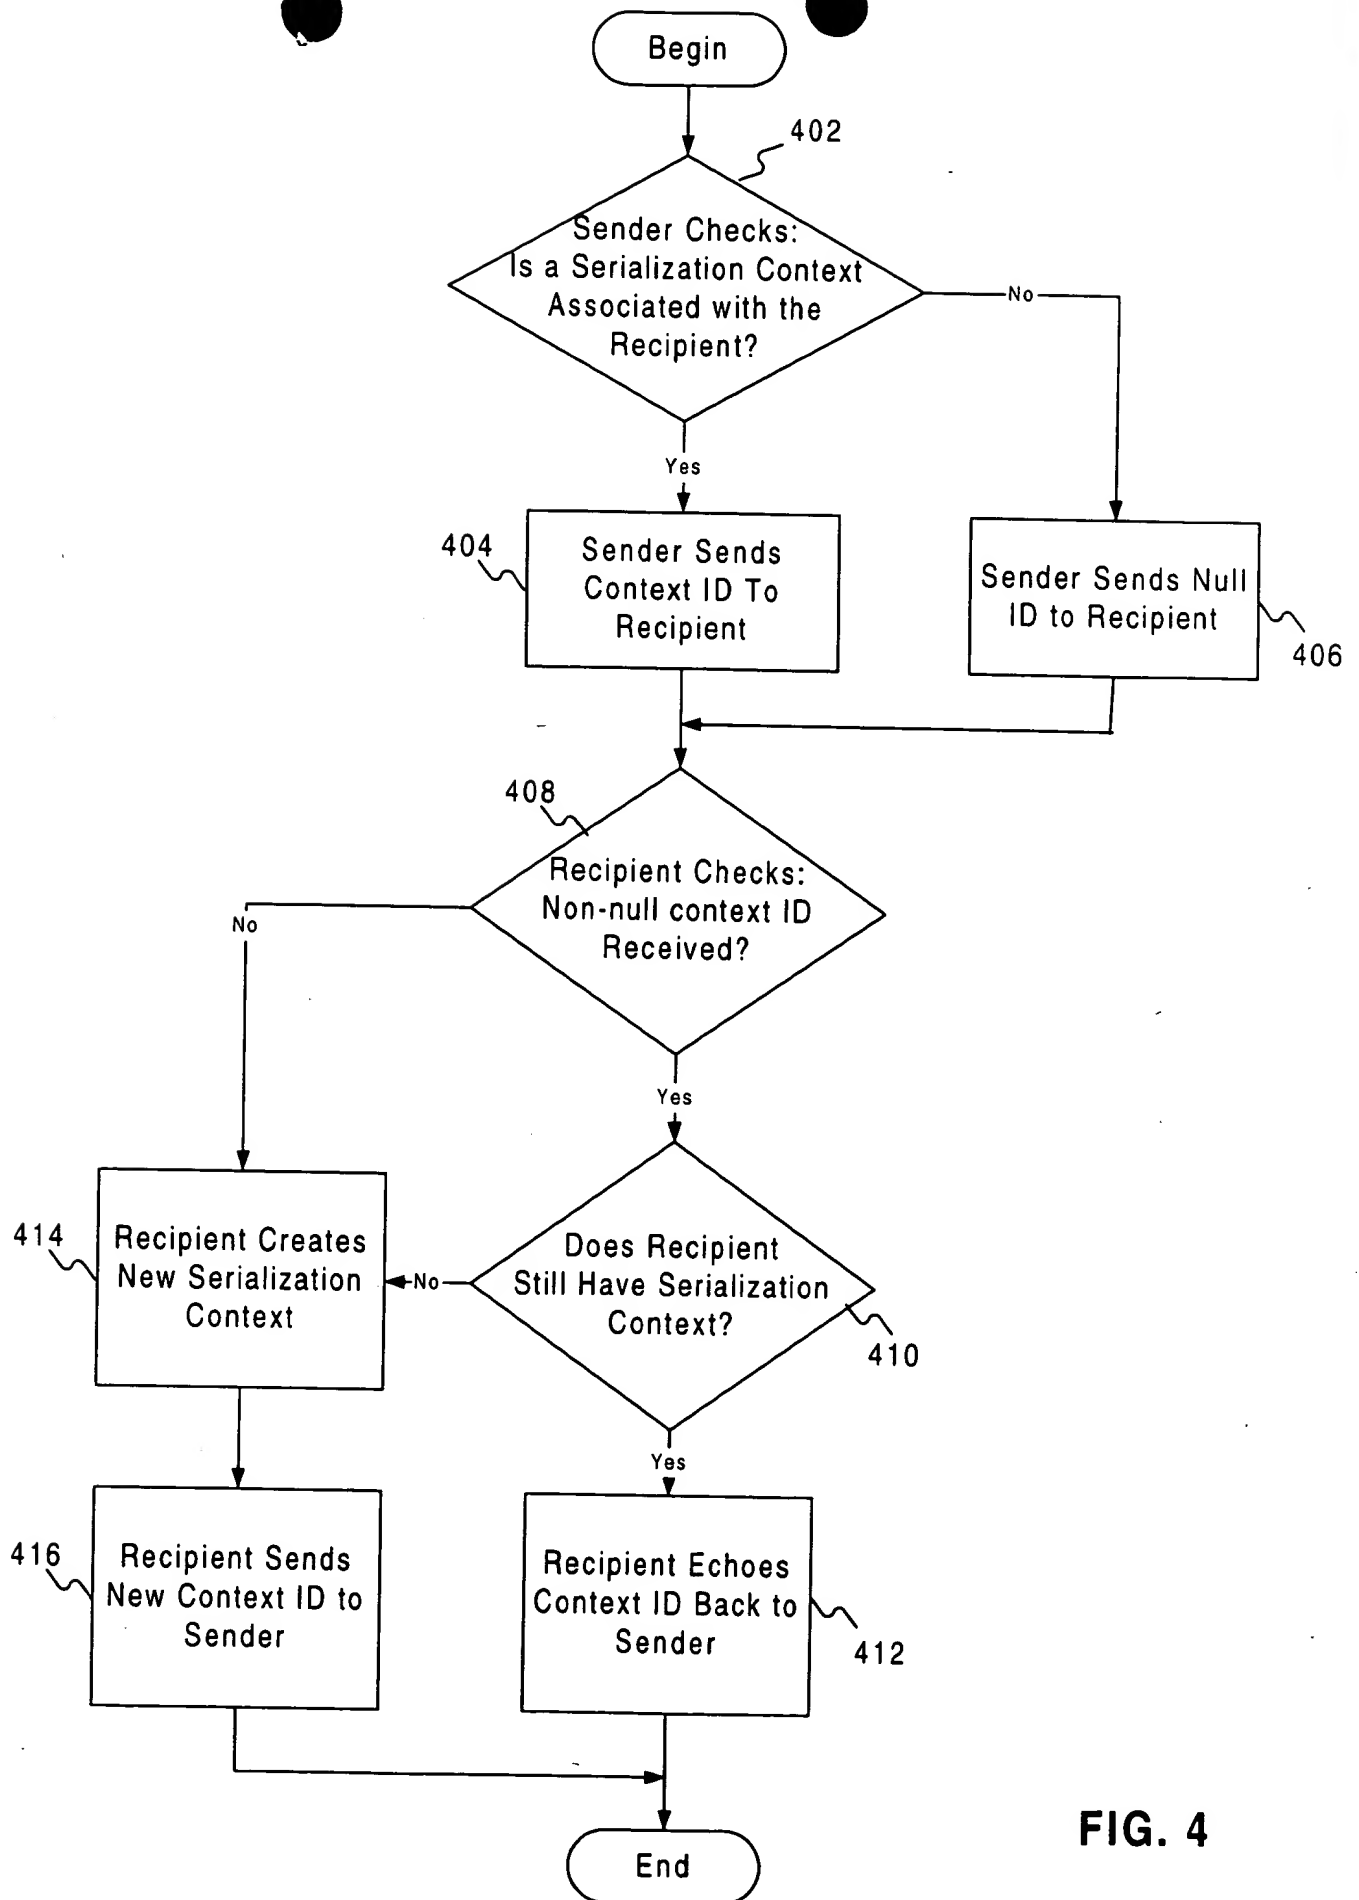 Begin
402
Sender Checks:
Is a Serialization Context
Associated with the
Recipient?
No
Yes
404
Sender Sends
Context ID To
Recipient
Sender Sends Null
ID to Recipient
406
408
Recipient Checks:
Non-null context ID
Received?
No
Yes
414
Recipient Creates
New Serialization
Context
No
Does Recipient
Still Have Serialization
Context?
410
Yes
416
Recipient Sends
New Context ID to
Sender
Recipient Echoes
Context ID Back to
Sender
412
FIG. 4
End